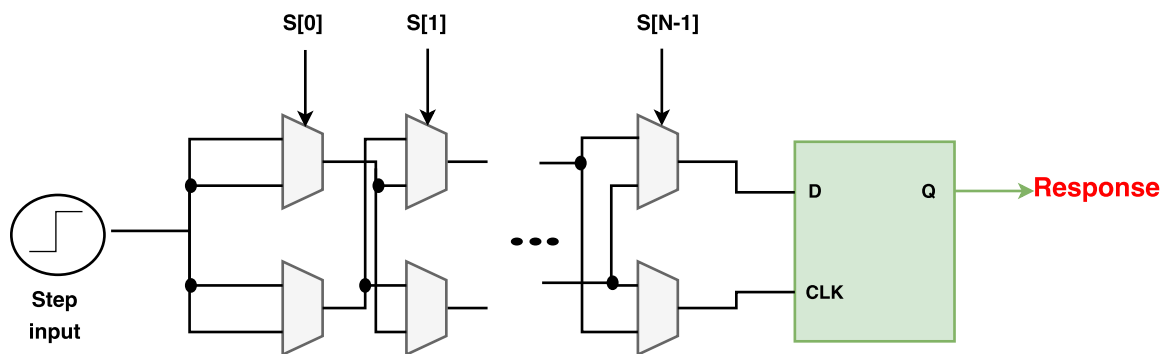 S[0]
S[1]
S[N-1]
D
Q
Response
CLK
Step
input